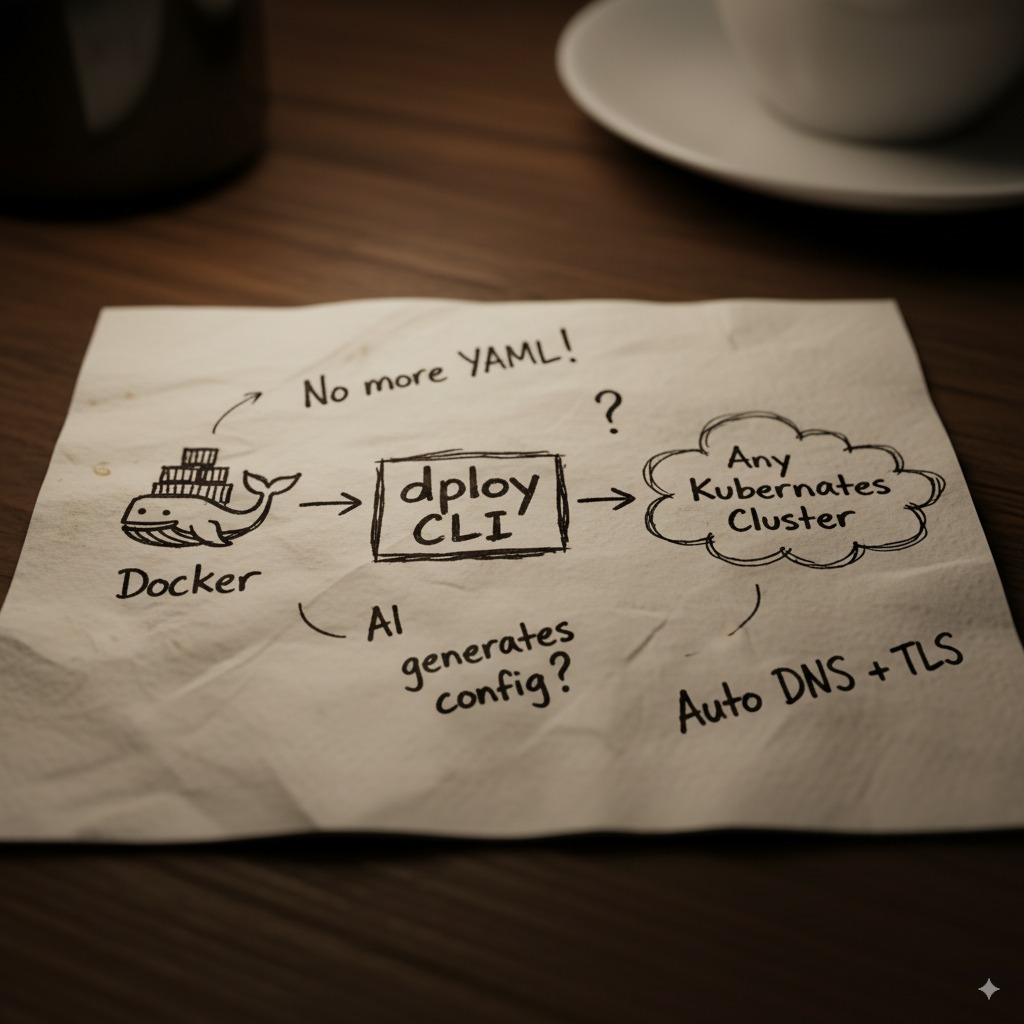 No more YAML!
?
dploy
CLI
Any
Kubernates
Cluster
Docker
AI
generates
config?
Auto DNS + TLS